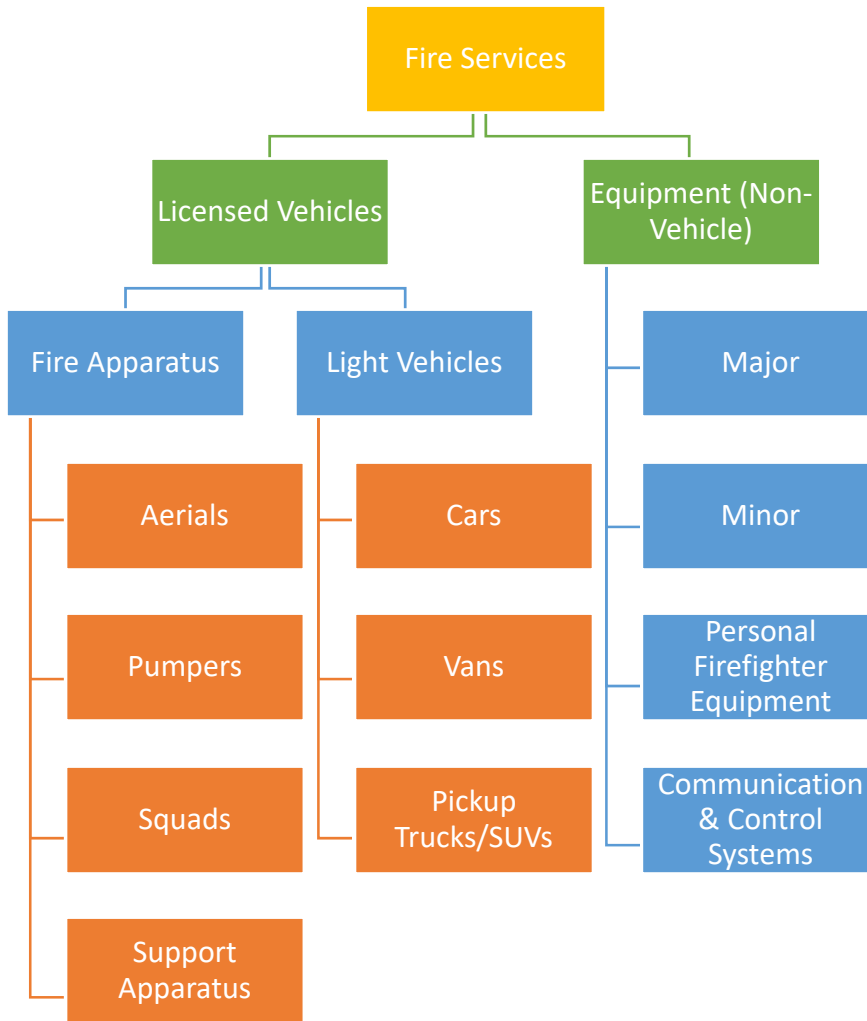 Fire Services
Licensed Vehicles
Equipment (Non-
Vehicle)
Fire Apparatus
Light Vehicles
Major
Aerials
Cars
Minor
Pumpers
Vans
Personal
Firefighter
Equipment
Squads
Pickup
Trucks/SUVs
Communication
& Control
Systems
Support
Apparatus